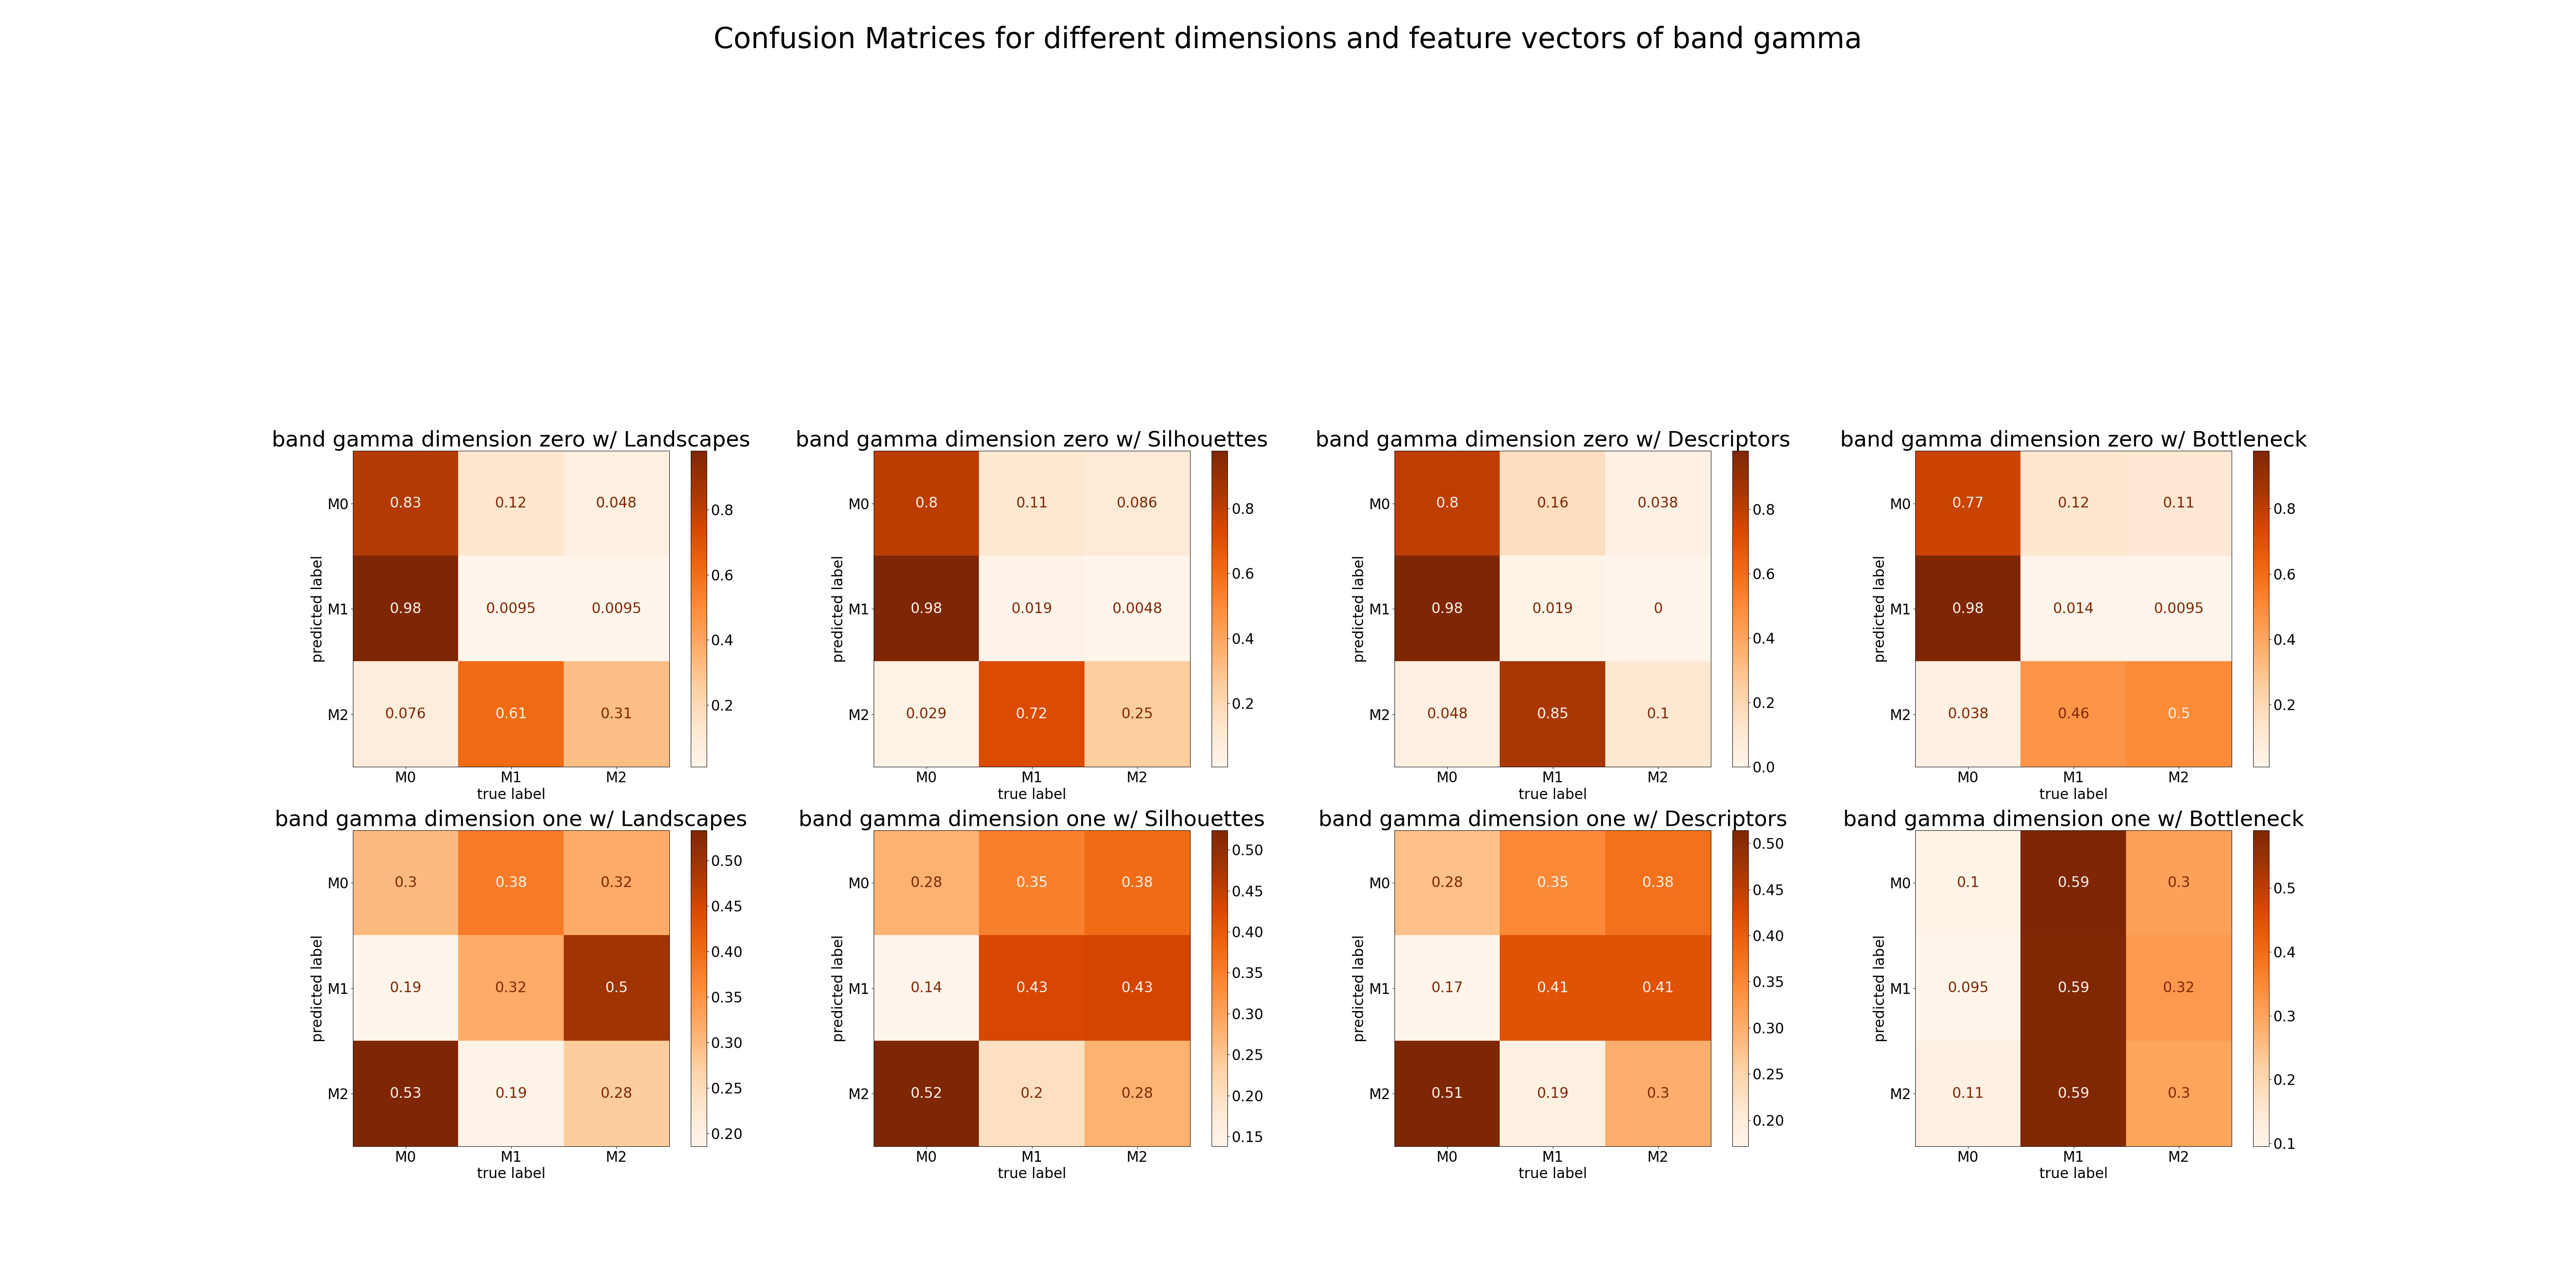 Confusion Matrices for different dimensions and feature vectors of band gamma
band gamma dimension zero w/ Landscapes
predicted label
M0 0.83 0.12 0.048
M1 0.98 0.0095 0.0095
M2 0.076 0.61 0.31
M0 M1 M2
true label
0.8
0.6
0.4
0.2
band gamma dimension zero w/ Silhouettes
predicted label
M0 0.8 0.11 0.086
M1 0.98 0.019 0.0048
M2 0.029 0.72 0.25
M0 M1 M2
true label
0.8
0.6
0.4
0.2
band gamma dimension zero w/ Descriptors
predicted label
M0 0.8 0.16 0.038
M1 0.98 0.019 0
M2 0.048 0.85 0.1
M0 M1 M2
true label
0.8
0.6
0.4
0.2
0.0
band gamma dimension zero w/ Bottleneck
predicted label
M0 0.77 0.12 0.11
M1 0.98 0.014 0.0095
M2 0.038 0.46 0.5
M0 M1 M2
true label
0.8
0.6
0.4
0.2
band gamma dimension one w/ Landscapes
predicted label
M0 0.3 0.38 0.32
M1 0.19 0.32 0.5
M2 0.53 0.19 0.28
M0 M1 M2
true label
0.50
0.45
0.40
0.35
0.30
0.25
0.20
band gamma dimension one w/ Silhouettes
predicted label
M0 0.28 0.35 0.38
M1 0.14 0.43 0.43
M2 0.52 0.2 0.28
M0 M1 M2
true label
0.50
0.45
0.40
0.35
0.30
0.25
0.20
0.15
band gamma dimension one w/ Descriptors
predicted label
M0 0.28 0.35 0.38
M1 0.17 0.41 0.41
M2 0.51 0.19 0.3
M0 M1 M2
true label
0.50
0.45
0.40
0.35
0.30
0.25
0.20
band gamma dimension one w/ Bottleneck
predicted label
M0 0.1 0.59 0.3
M1 0.095 0.59 0.32
M2 0.11 0.59 0.3
M0 M1 M2
true label
0.5
0.4
0.3
0.2
0.1